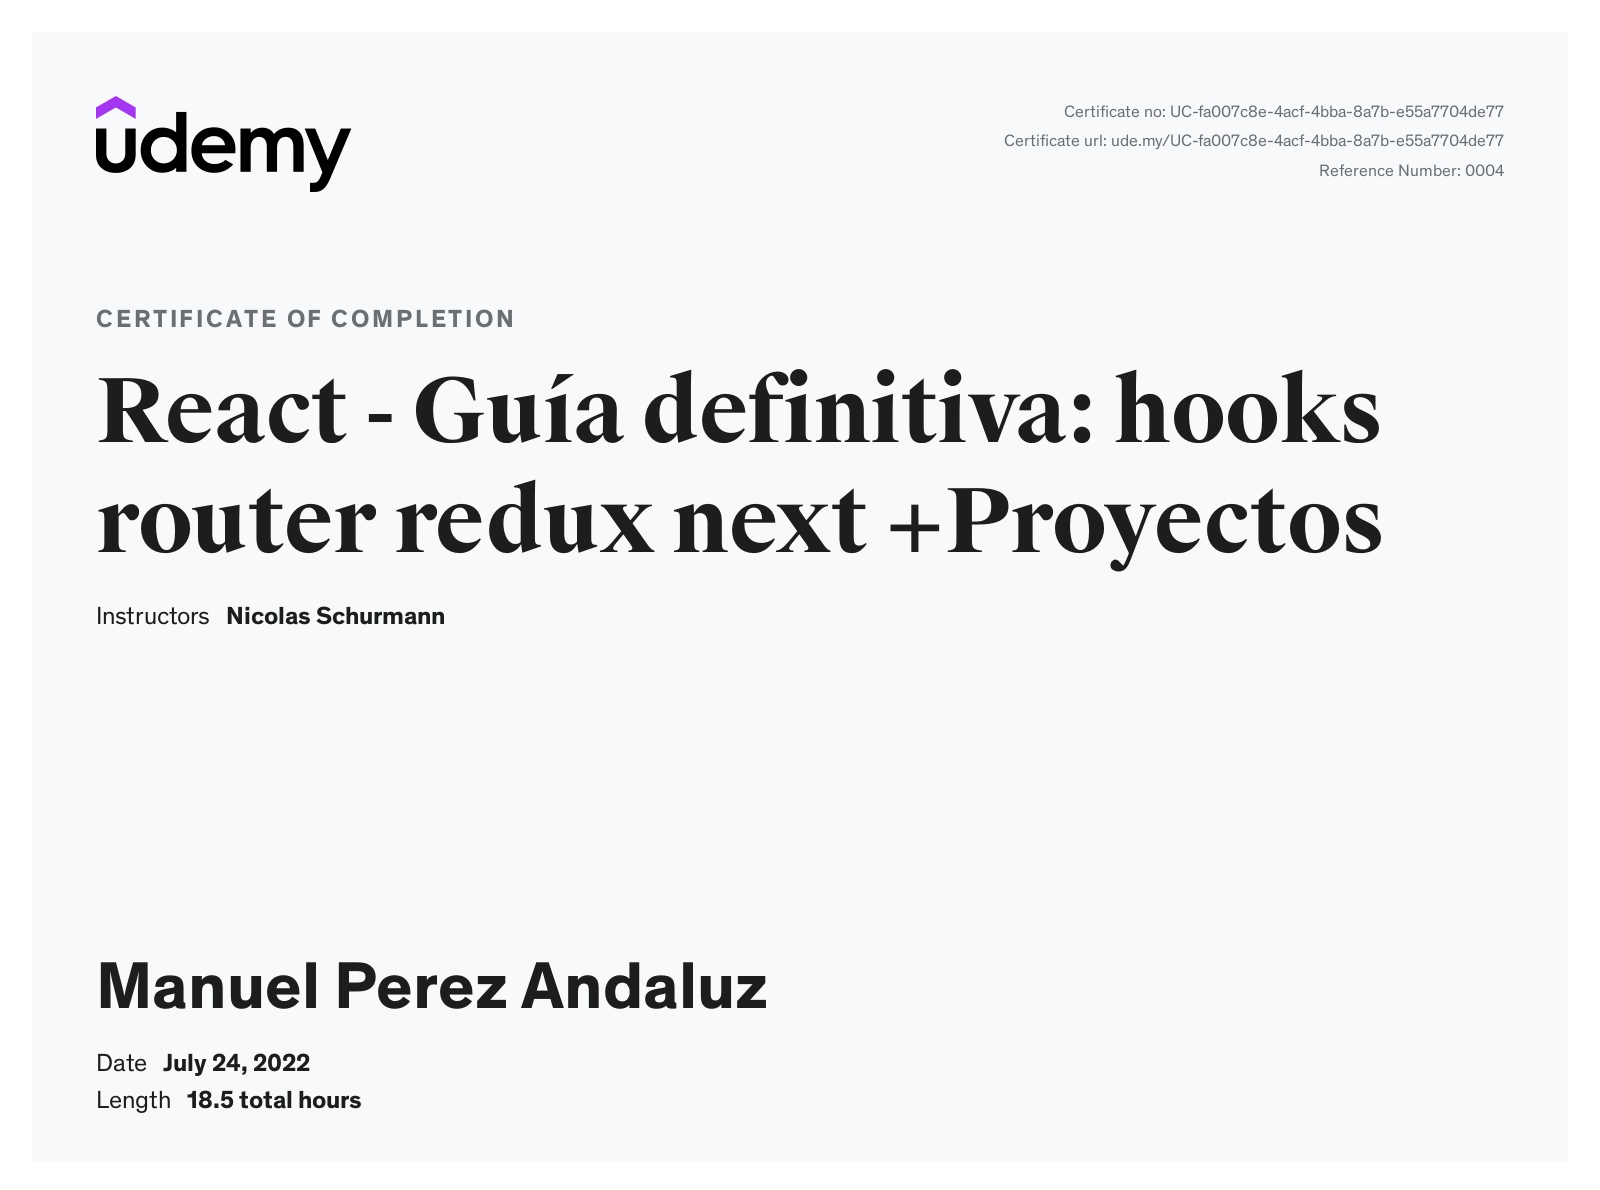 udemy
Certificate no: UC-fa007c8e-4acf-4bba-8a7b-e55a7704de77
Certificate url: ude.my/UC-fa007c8e-4acf-4bba-8a7b-e55a7704de77
Reference Number: 0004
CERTIFICATE OF COMPLETION
React - Guía definitiva: hooks
router redux next +Proyectos
Instructors Nicolas Schurmann
Manuel Perez Andaluz
Date July 24, 2022
Length 18.5 total hours